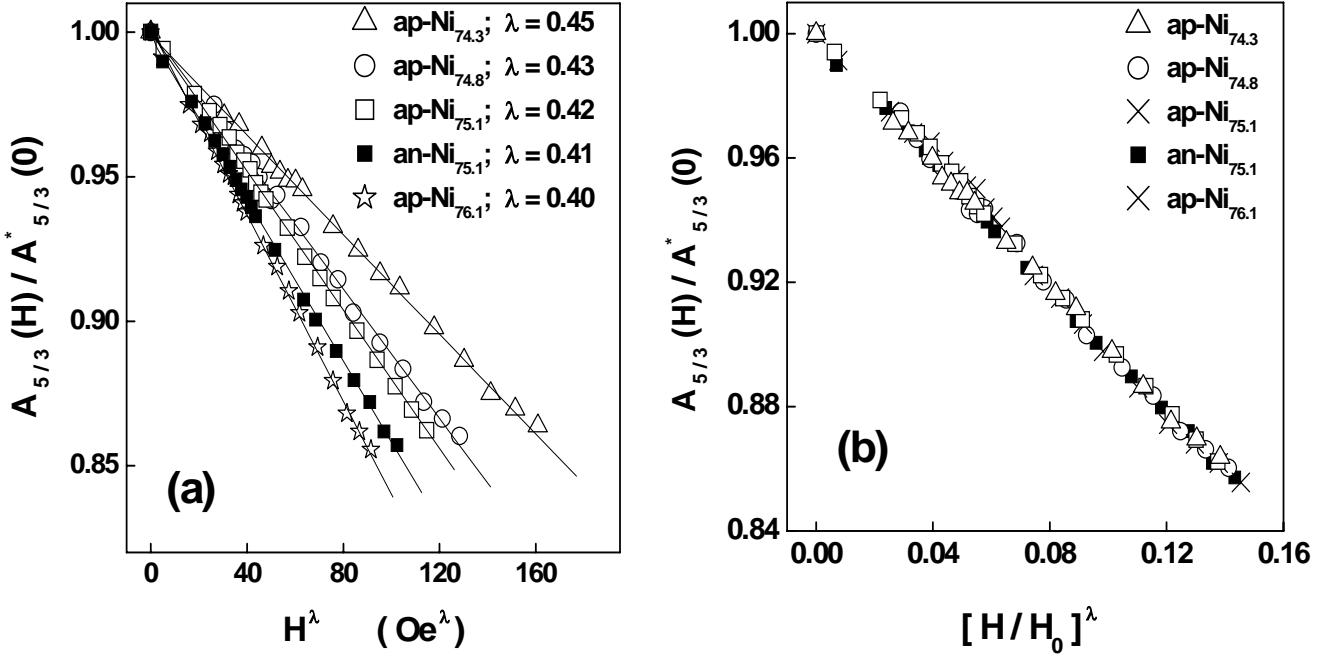 A 5/3 (H) / A* 5/3 (0)
1.00
0.95
0.90
0.85
ap-Ni74.3; λ = 0.45
ap-Ni74.8; λ = 0.43
ap-Ni75.1; λ = 0.42
an-Ni75.1; λ = 0.41
ap-Ni76.1; λ = 0.40
(a)
0 40 80 120 160
H^λ (Oe^λ)
A 5/3 (H) / A* 5/3 (0)
1.00
0.96
0.92
0.88
0.84
ap-Ni74.3
ap-Ni74.8
ap-Ni75.1
an-Ni75.1
ap-Ni76.1
(b)
0.00 0.04 0.08 0.12 0.16
[H/H0]^λ